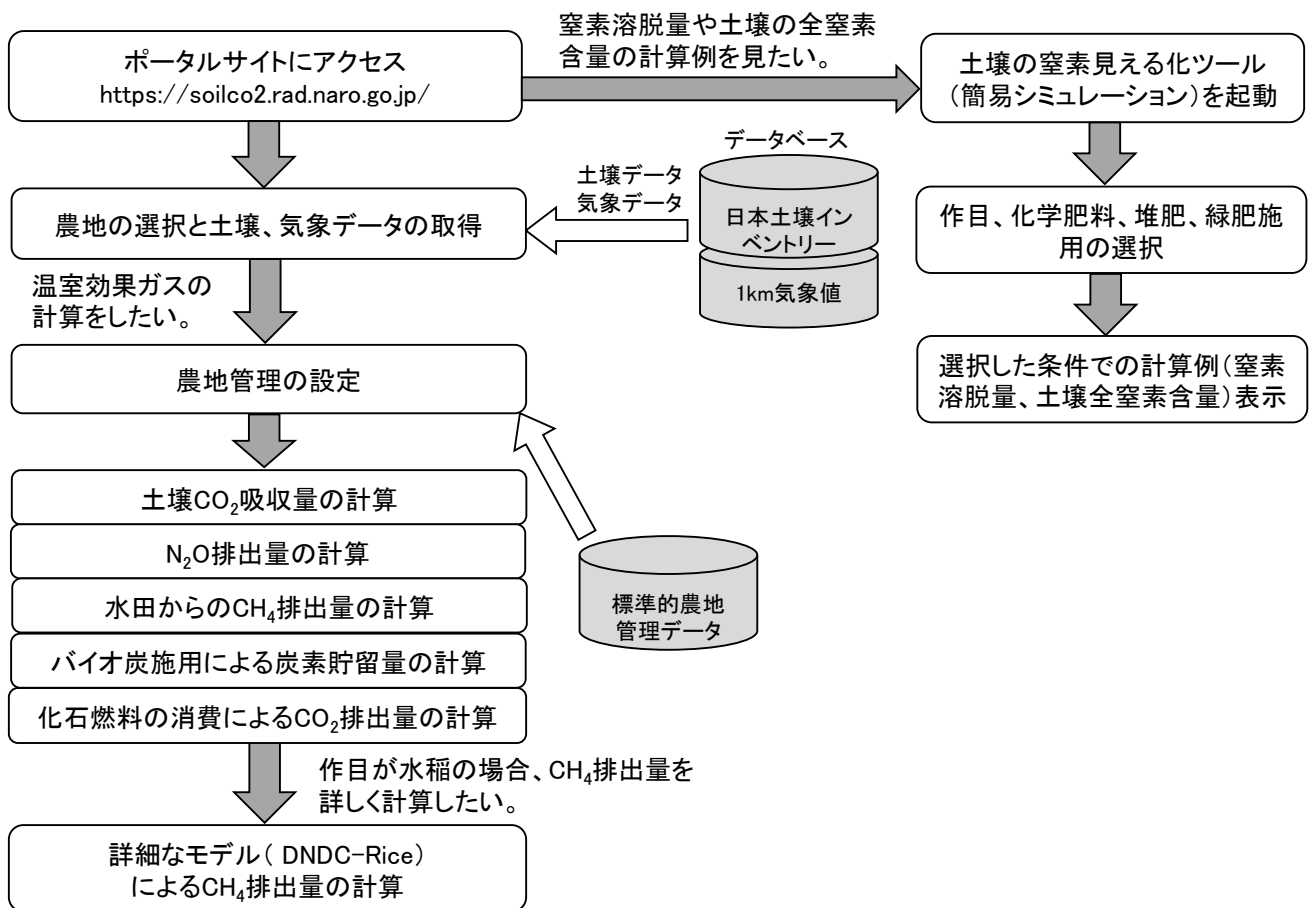 ポータルサイトにアクセス
https://soilco2.rad.naro.go.jp/
窒素溶脱量や土壌の全窒素
含量の計算例を見たい。
土壌の窒素見える化ツール
(簡易シミュレーション)を起動
農地の選択と土壌、気象データの取得
土壌データ
気象データ
データベース
日本土壌イン
ベントリー
1km気象値
作目、化学肥料、堆肥、緑肥施
用の選択
温室効果ガスの
計算をしたい。
農地管理の設定
選択した条件での計算例(窒素
溶脱量、土壌全窒素含量)表示
土壌CO₂吸収量の計算
N₂O排出量の計算
水田からのCH₄排出量の計算
バイオ炭施用による炭素貯留量の計算
化石燃料の消費によるCO₂排出量の計算
標準的農地
管理データ
作目が水稲の場合、CH₄排出量を
詳しく計算したい。
詳細なモデル( DNDC-Rice)
によるCH₄排出量の計算